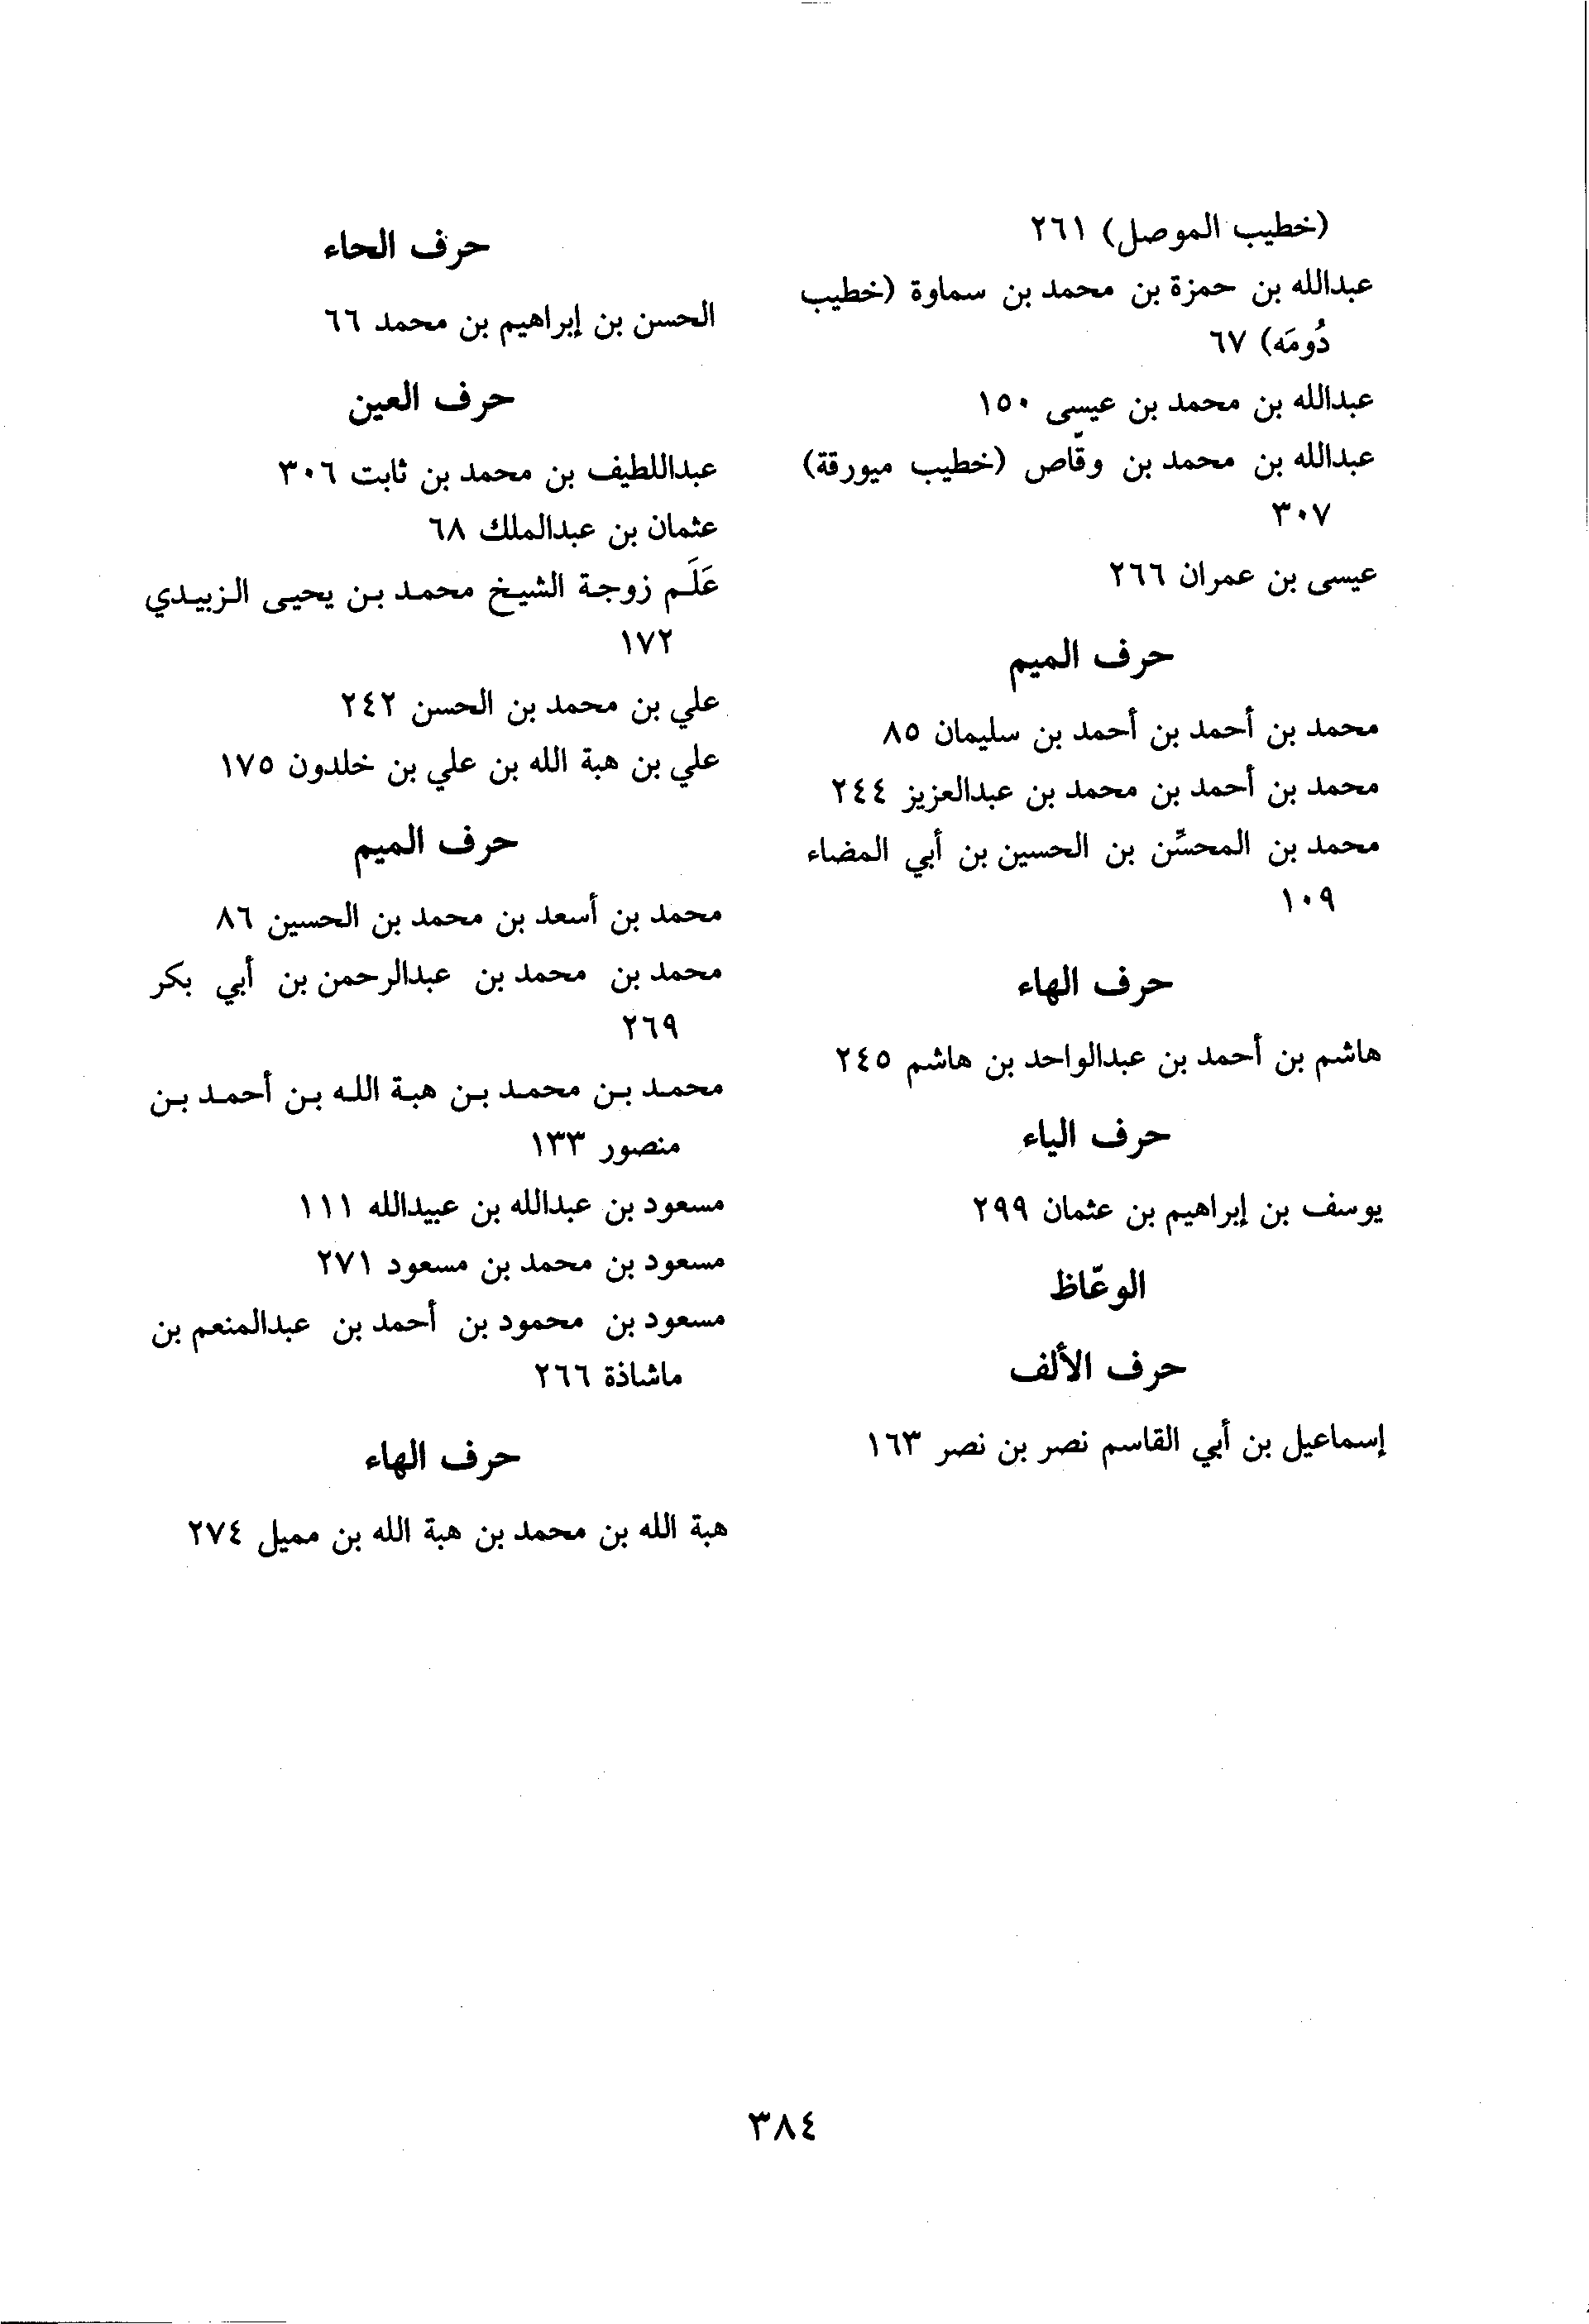 (خطيب الموصل) ٢٦١
عبدالله بن حمزة بن محمد بن سماوة (خطيب
دُومَه) ٦٧
عبدالله بن محمد بن عيسى ١٥٠
عبدالله بن محمد بن وقّاص (خطيب ميورقة)
٣٠٧
عيسى بن عمران ٢٦٦
حرف الميم
محمد بن أحمد بن أحمد بن سليمان ٨٥
محمد بن أحمد بن محمد بن عبدالعزيز ٢٤٤
محمد بن المحسّن بن الحسين بن أبي المضاء
١٠٩
حرف الهاء
هاشم بن أحمد بن عبدالواحد بن هاشم ٢٤٥
حرف الياء
يوسف بن إبراهيم بن عثمان ٢٩٩
الوعّاظ
حرف الألف
إسماعيل بن أبي القاسم نصر بن نصر ١٦٣
حرف الحاء
الحسن بن إبراهيم بن محمد ٦٦
حرف العين
عبداللطيف بن محمد بن ثابت ٣٠٦
عثمان بن عبدالملك ٦٨
عَلَم زوجة الشيخ محمد بن يحيى الزبيدي
١٧٢
علي بن محمد بن الحسن ٢٤٢
علي بن هبة الله بن علي بن خلدون ١٧٥
حرف الميم
محمد بن أسعد بن محمد بن الحسين ٨٦
محمد بن محمد بن عبدالرحمن بن أبي بكر
٢٦٩
محمد بن محمد بن هبة الله بن أحمد بن
منصور ١٣٣
مسعود بن عبدالله بن عبيدالله ١١١
مسعود بن محمد بن مسعود ٢٧١
مسعود بن محمود بن أحمد بن عبدالمنعم بن
ماشاذة ٢٦٦
حرف الهاء
هبة الله بن محمد بن هبة الله بن مميل ٢٧٤
٣٨٤